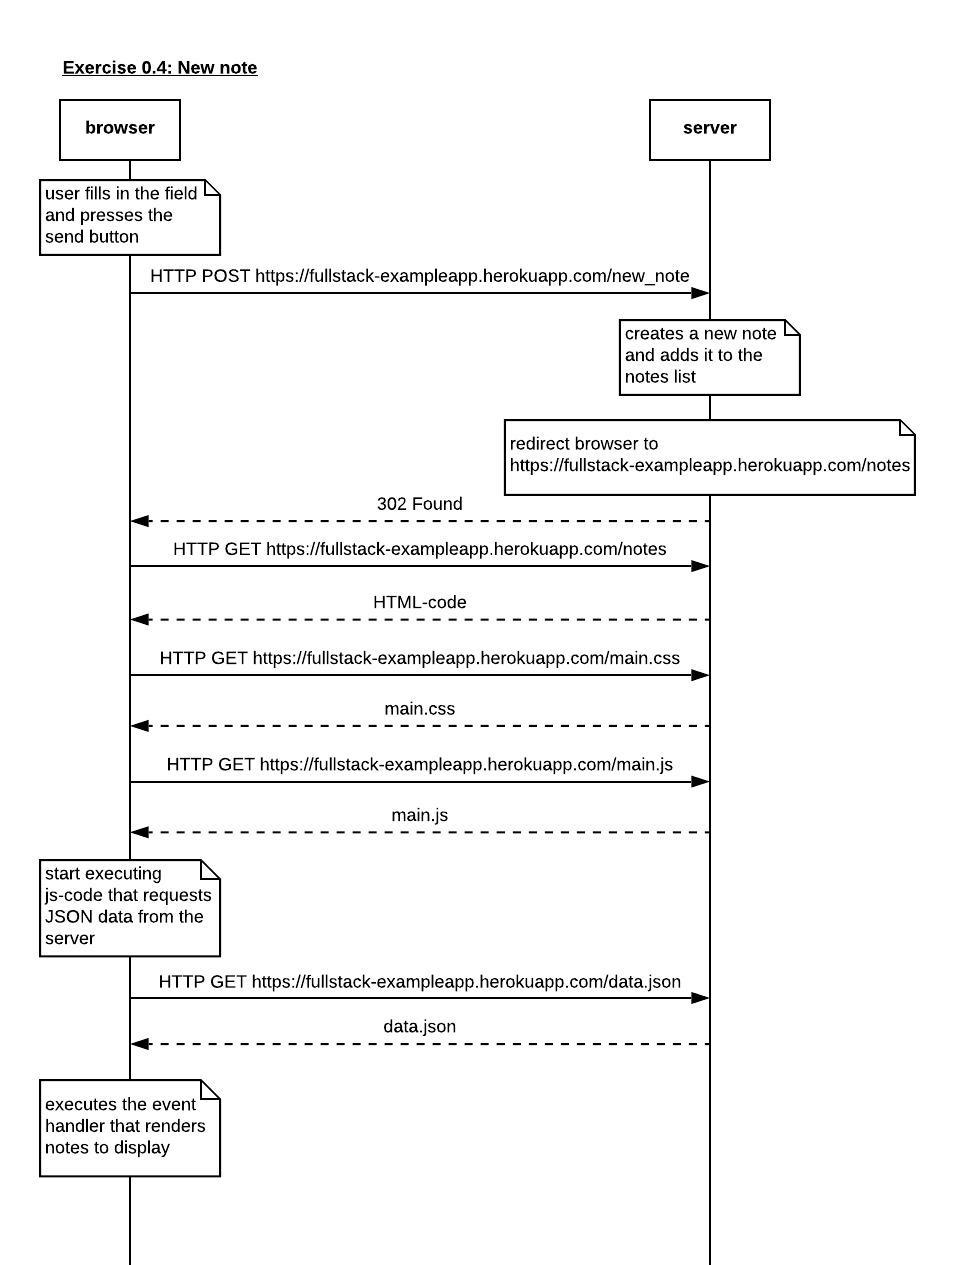 Exercise 0.4: New note
browser
server
user fills in the field
and presses the
send button
HTTP POST https://fullstack-exampleapp.herokuapp.com/new_note
creates a new note
and adds it to the
notes list
redirect browser to
https://fullstack-exampleapp.herokuapp.com/notes
302 Found
HTTP GET https://fullstack-exampleapp.herokuapp.com/notes
HTML-code
HTTP GET https://fullstack-exampleapp.herokuapp.com/main.css
main.css
HTTP GET https://fullstack-exampleapp.herokuapp.com/main.js
main.js
start executing
js-code that requests
JSON data from the
server
HTTP GET https://fullstack-exampleapp.herokuapp.com/data.json
data.json
executes the event
handler that renders
notes to display